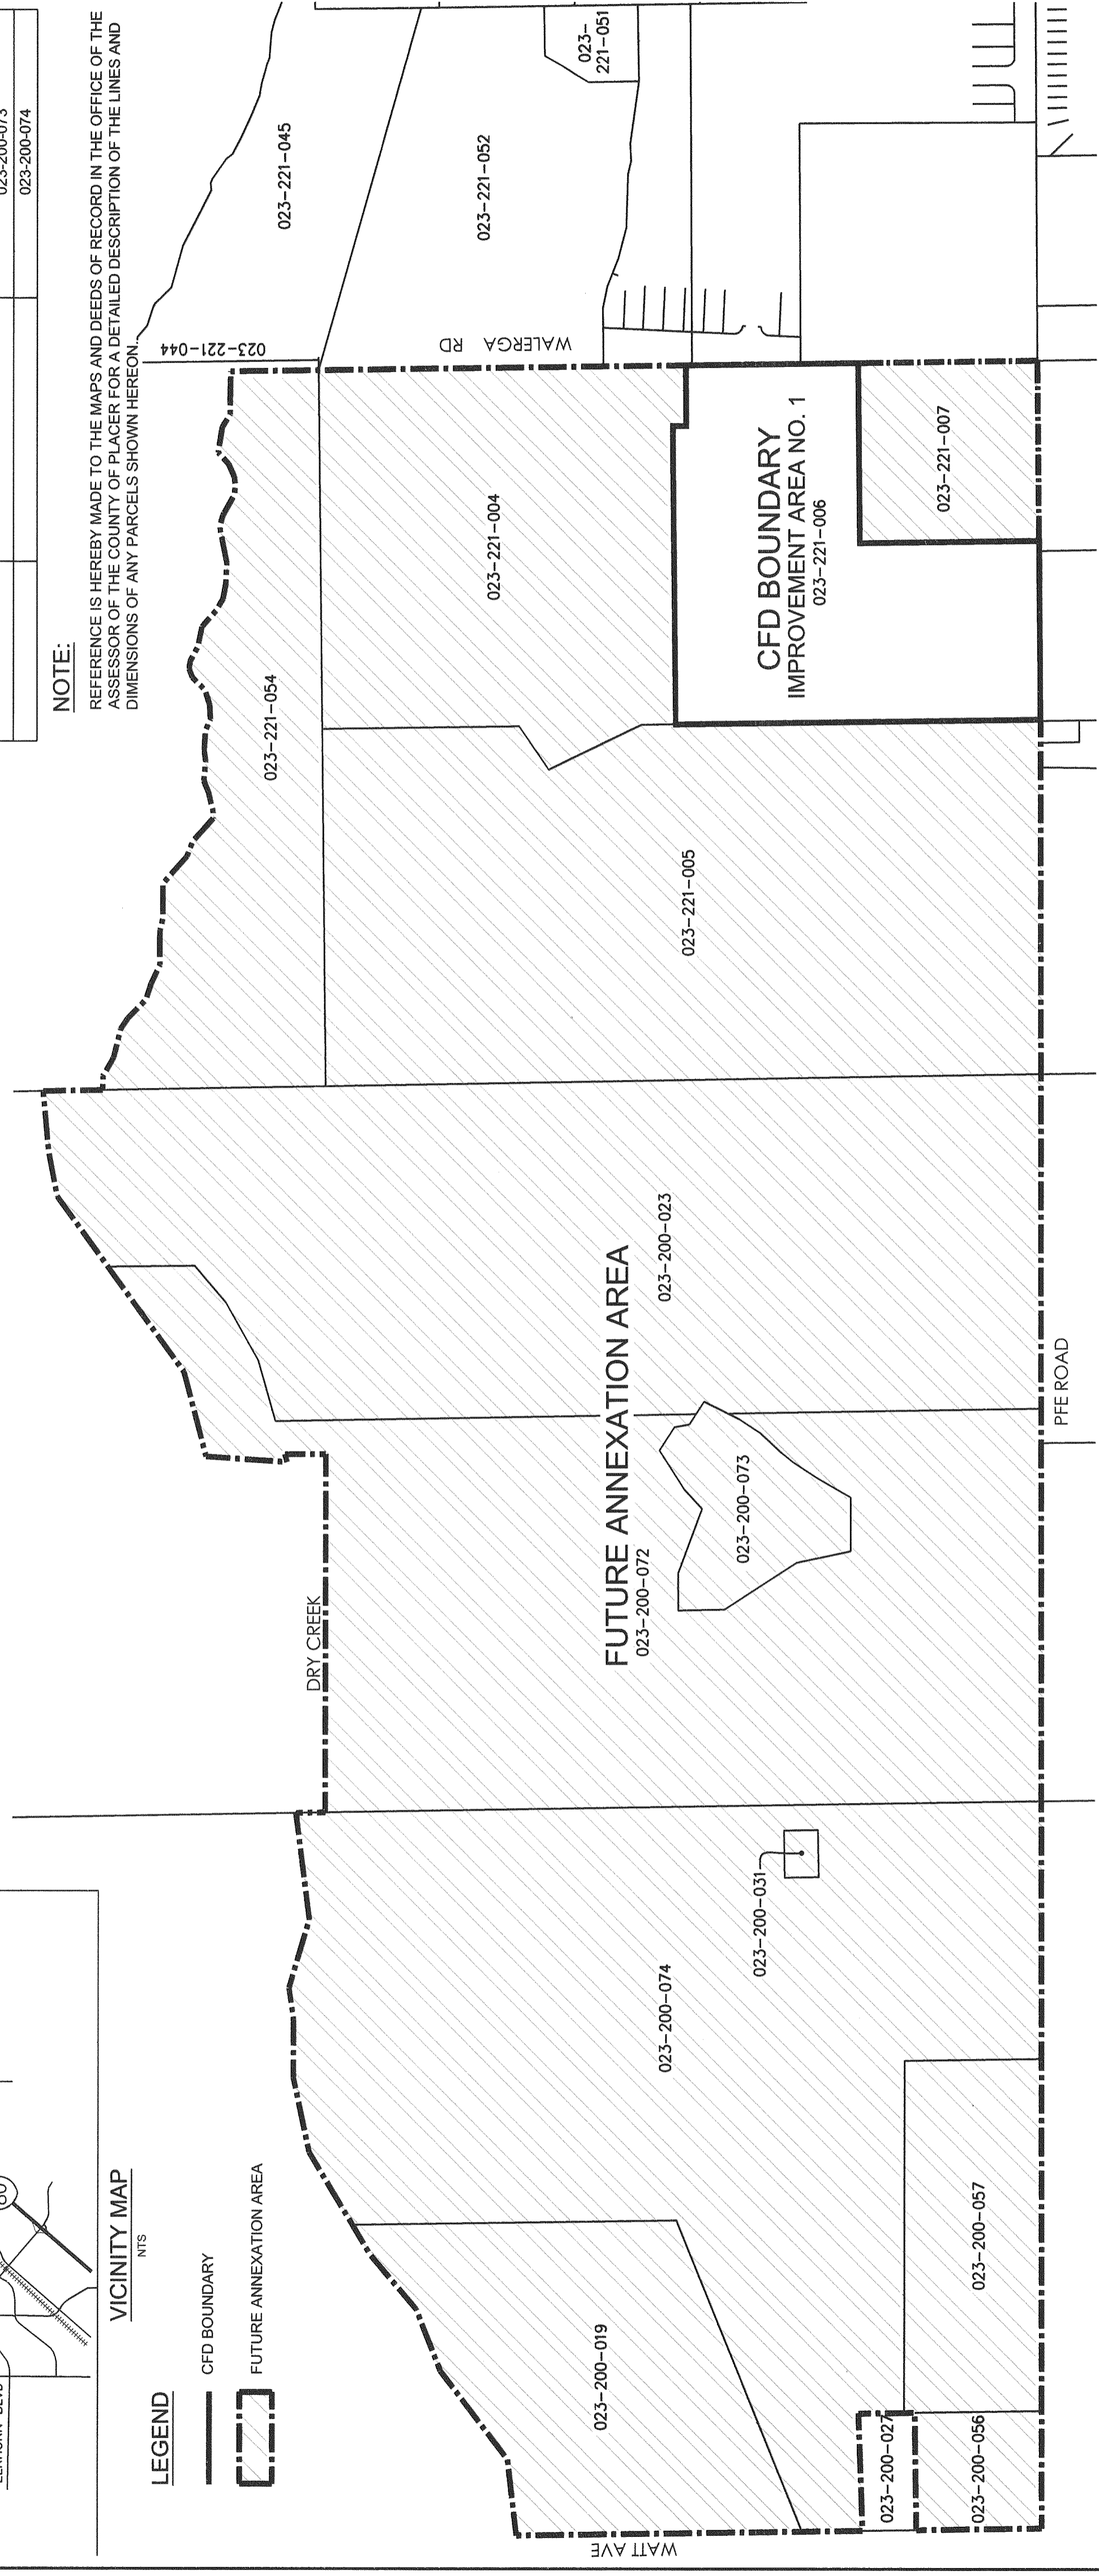 023-200-074
NOTE:
REFERENCE IS HEREBY MADE TO THE MAPS AND DEEDS OF RECORD IN THE OFFICE OF THE
ASSESSOR OF THE COUNTY OF PLACER FOR A DETAILED DESCRIPTION OF THE LINES AND
DIMENSIONS OF ANY PARCELS SHOWN HEREON.
VICINITY MAP
NTS
LEGEND
CFD BOUNDARY
FUTURE ANNEXATION AREA
DRY CREEK
023-221-044
023-221-045
023-221-052
023-221-051
WALERGA RD
023-221-054
023-221-004
023-221-005
CFD BOUNDARY
IMPROVEMENT AREA NO. 1
023-221-006
023-221-007
FUTURE ANNEXATION AREA
023-200-072
023-200-023
023-200-073
023-200-074
023-200-031
023-200-019
023-200-027
023-200-056
023-200-057
WATT AVE
PFE ROAD